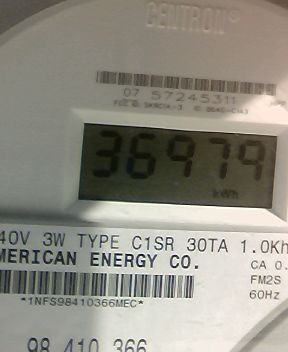 CENTRON®
07 57245311
36979
kWh
40V 3W TYPE C1SR 30TA 1.0Kh
MERICAN ENERGY CO.
CA 0.
FM2S
60Hz
*1NFS98410366MEC*
98 410 366